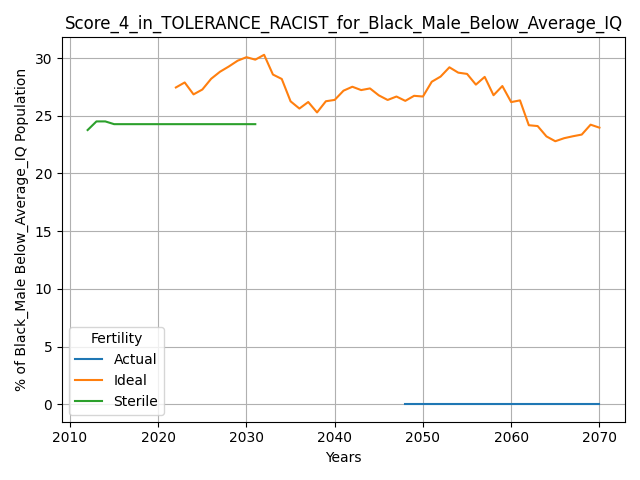 Score_4_in_TOLERANCE_RACIST_for_Black_Male_Below_Average_IQ
% of Black_Male Below_Average_IQ Population
30
25
20
15
10
5
0
Fertility
Actual
Ideal
Sterile
2010 2020 2030 2040 2050 2060 2070
Years